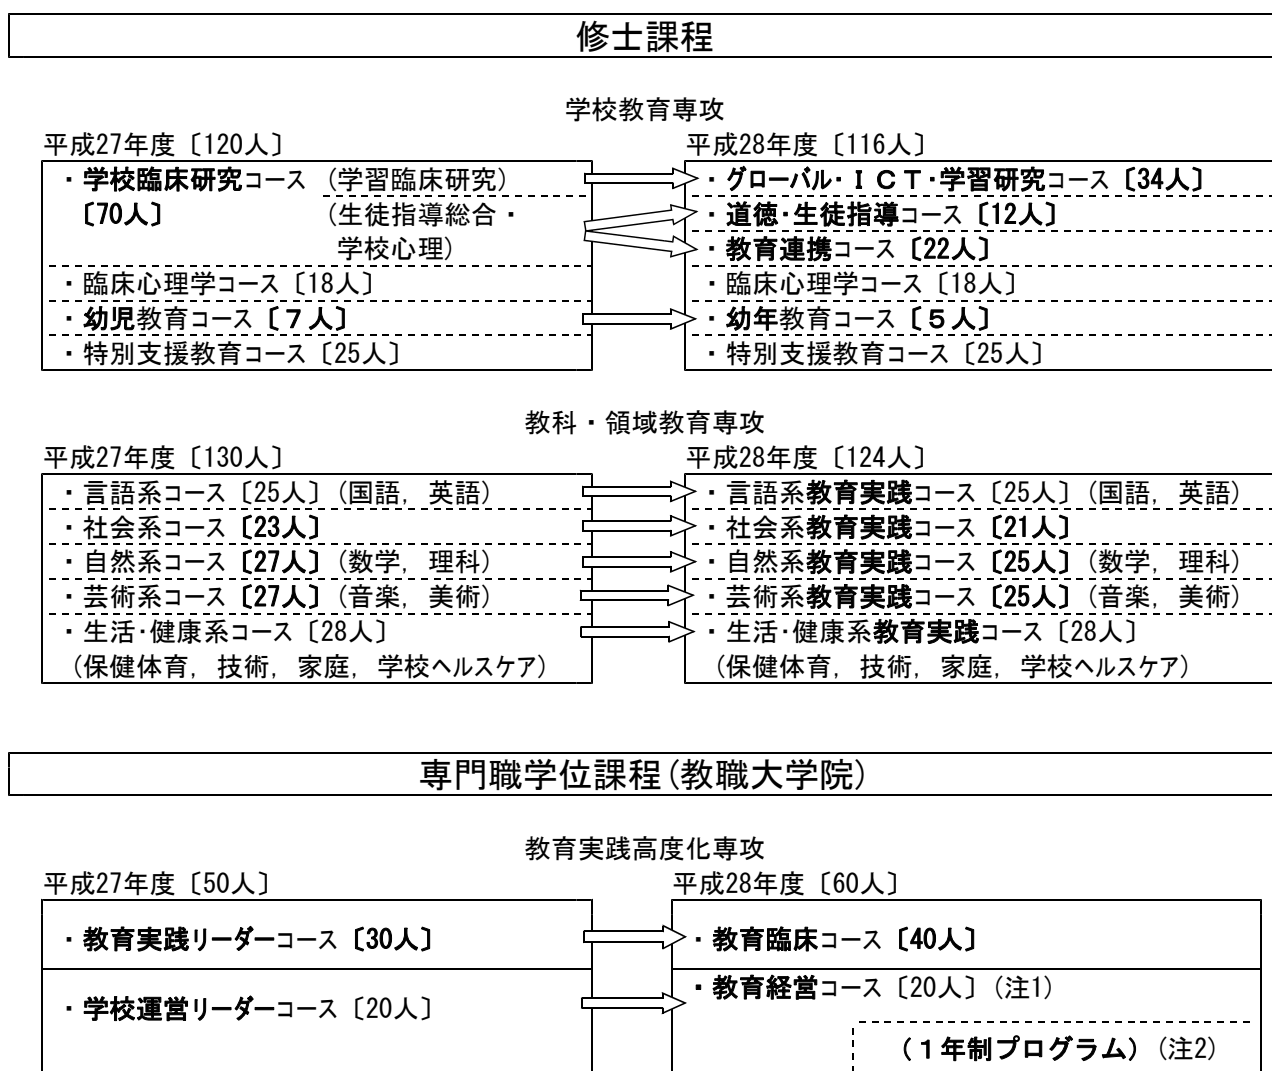 修士課程
学校教育専攻
平成27年度〔120人〕
・学校臨床研究コース (学習臨床研究)
〔70人〕 (生徒指導総合・
学校心理)
・臨床心理学コース〔18人〕
・幼児教育コース〔7人〕
・特別支援教育コース〔25人〕
平成28年度〔116人〕
・グローバル・ICT・学習研究コース〔34人〕
・道徳・生徒指導コース〔12人〕
・教育連携コース〔22人〕
・臨床心理学コース〔18人〕
・幼年教育コース〔5人〕
・特別支援教育コース〔25人〕
教科・領域教育専攻
平成27年度〔130人〕
・言語系コース〔25人〕(国語, 英語)
・社会系コース〔23人〕
・自然系コース〔27人〕(数学, 理科)
・芸術系コース〔27人〕(音楽, 美術)
・生活・健康系コース〔28人〕
(保健体育, 技術, 家庭, 学校ヘルスケア)
平成28年度〔124人〕
・言語系教育実践コース〔25人〕(国語, 英語)
・社会系教育実践コース〔21人〕
・自然系教育実践コース〔25人〕(数学, 理科)
・芸術系教育実践コース〔25人〕(音楽, 美術)
・生活・健康系教育実践コース〔28人〕
(保健体育, 技術, 家庭, 学校ヘルスケア)
専門職学位課程(教職大学院)
教育実践高度化専攻
平成27年度〔50人〕
・教育実践リーダーコース〔30人〕
・学校運営リーダーコース〔20人〕
平成28年度〔60人〕
・教育臨床コース〔40人〕
・教育経営コース〔20人〕(注1)
(1年制プログラム)(注2)